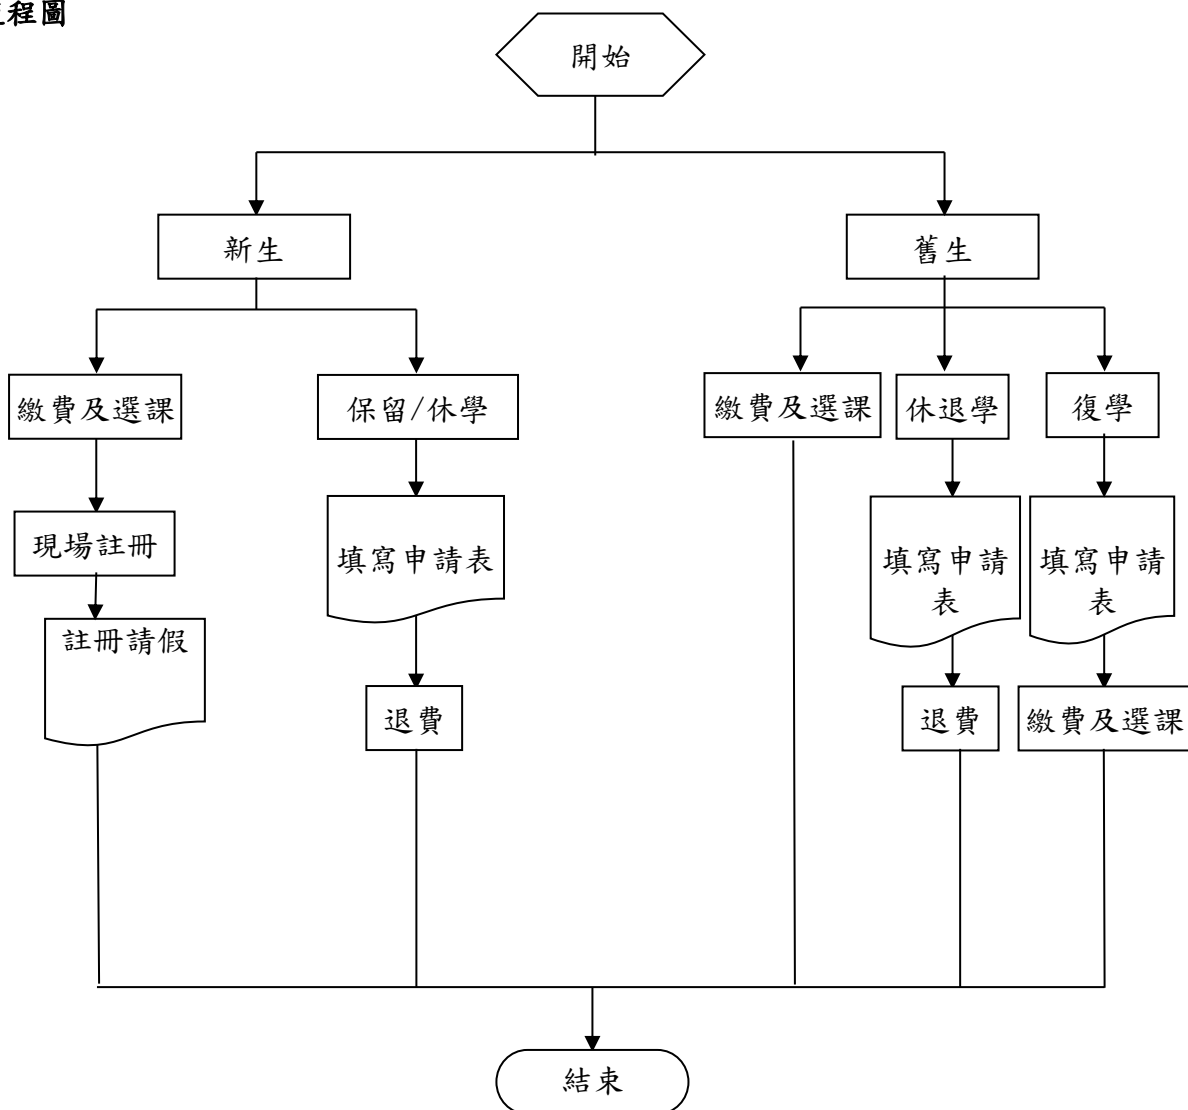 程圖
開始
新生
舊生
繳費及選課
保留/休學
繳費及選課
休退學
復學
現場註冊
填寫申請表
填寫申請
表
填寫申請
表
註冊請假
退費
退費
繳費及選課
結束